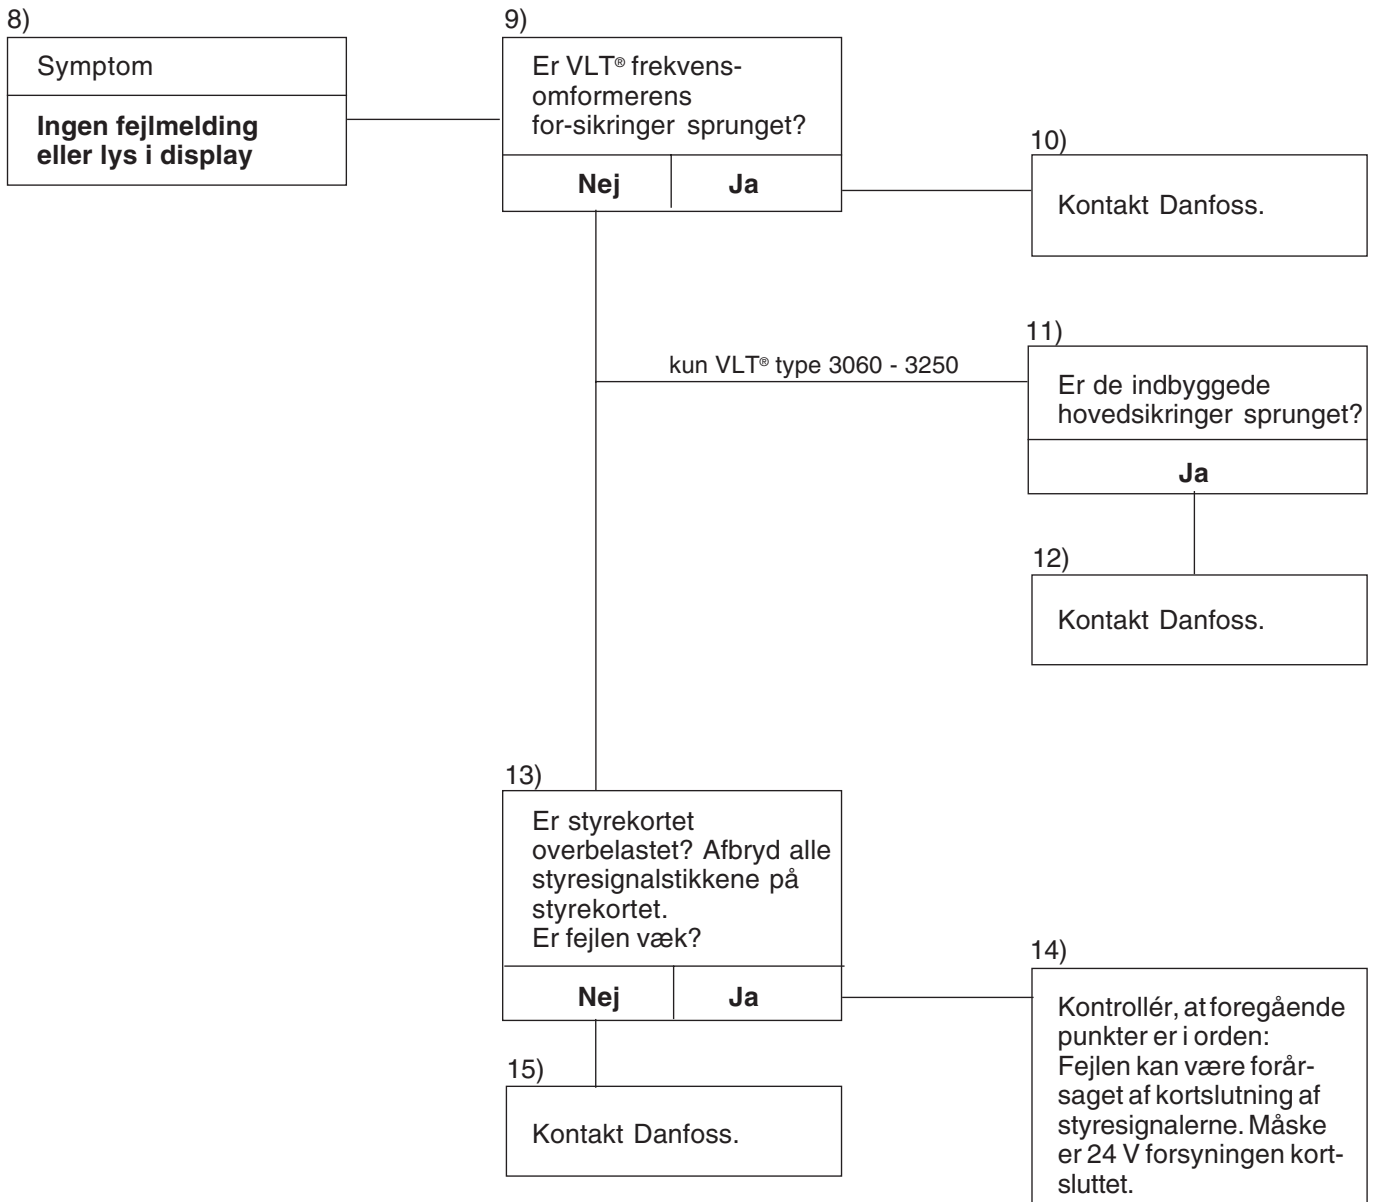 8)
Symptom
Ingen fejlmelding
eller lys i display
9)
Er VLT® frekvens-
omformerens
for-sikringer sprunget?
Nej
Ja
10)
Kontakt Danfoss.
kun VLT® type 3060 - 3250
11)
Er de indbyggede
hovedsikringer sprunget?
Ja
12)
Kontakt Danfoss.
13)
Er styrekortet
overbelastet? Afbryd alle
styresignalstikkene på
styrekortet.
Er fejlen væk?
Nej
Ja
14)
Kontrollér, at foregående
punkter er i orden:
Fejlen kan være forår-
saget af kortslutning af
styresignalerne. Måske
er 24 V forsyningen kort-
sluttet.
15)
Kontakt Danfoss.